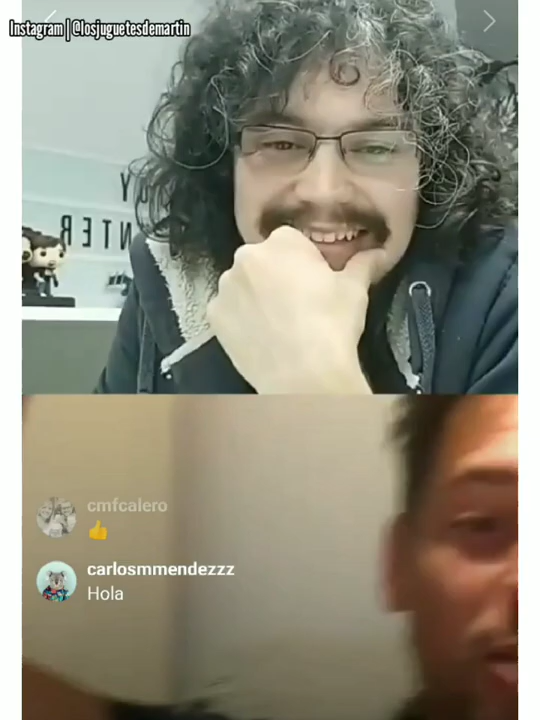 Instagram | @losjuguetesdemartin
cmfcalero
👍
carlosmmendezzz
Hola